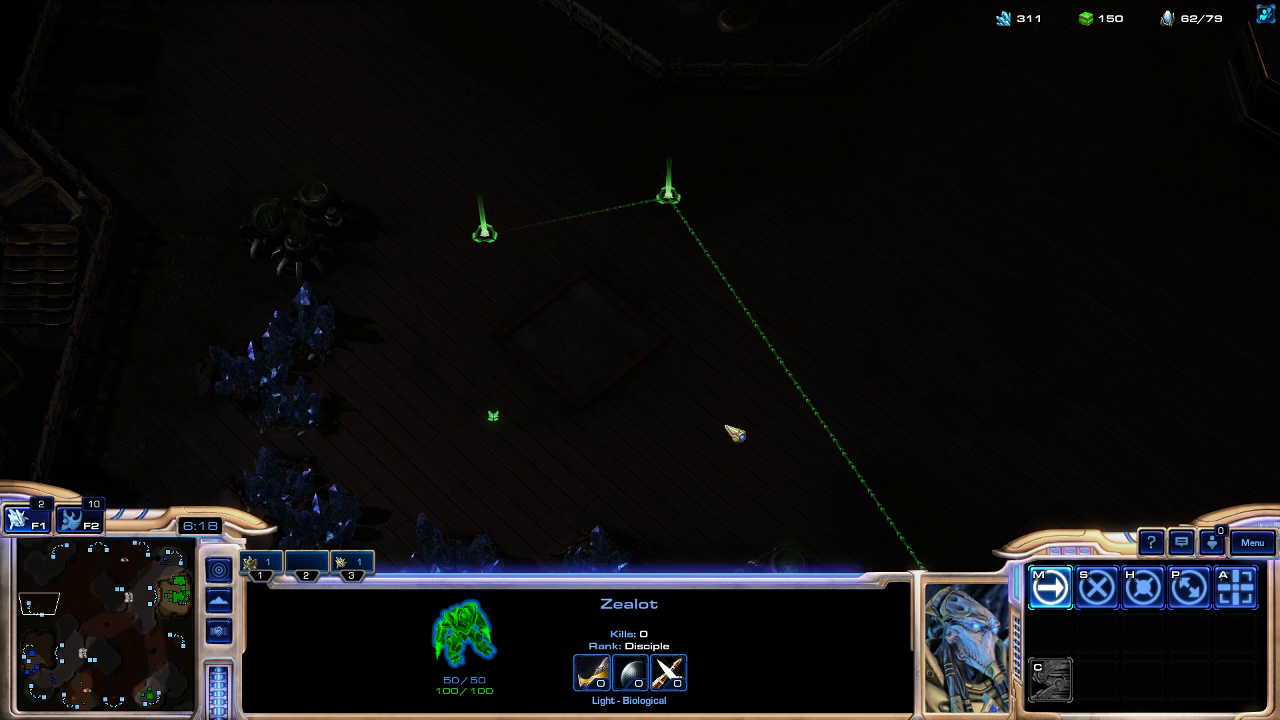 311 150 62/79
2 10
F1 F2
6:18
0
? Menu
1 1
1 2 3
M S H P A
Zealot
Kills: 0
Rank: Disciple
0 0 0
50/50
100/100
Light - Biological
C